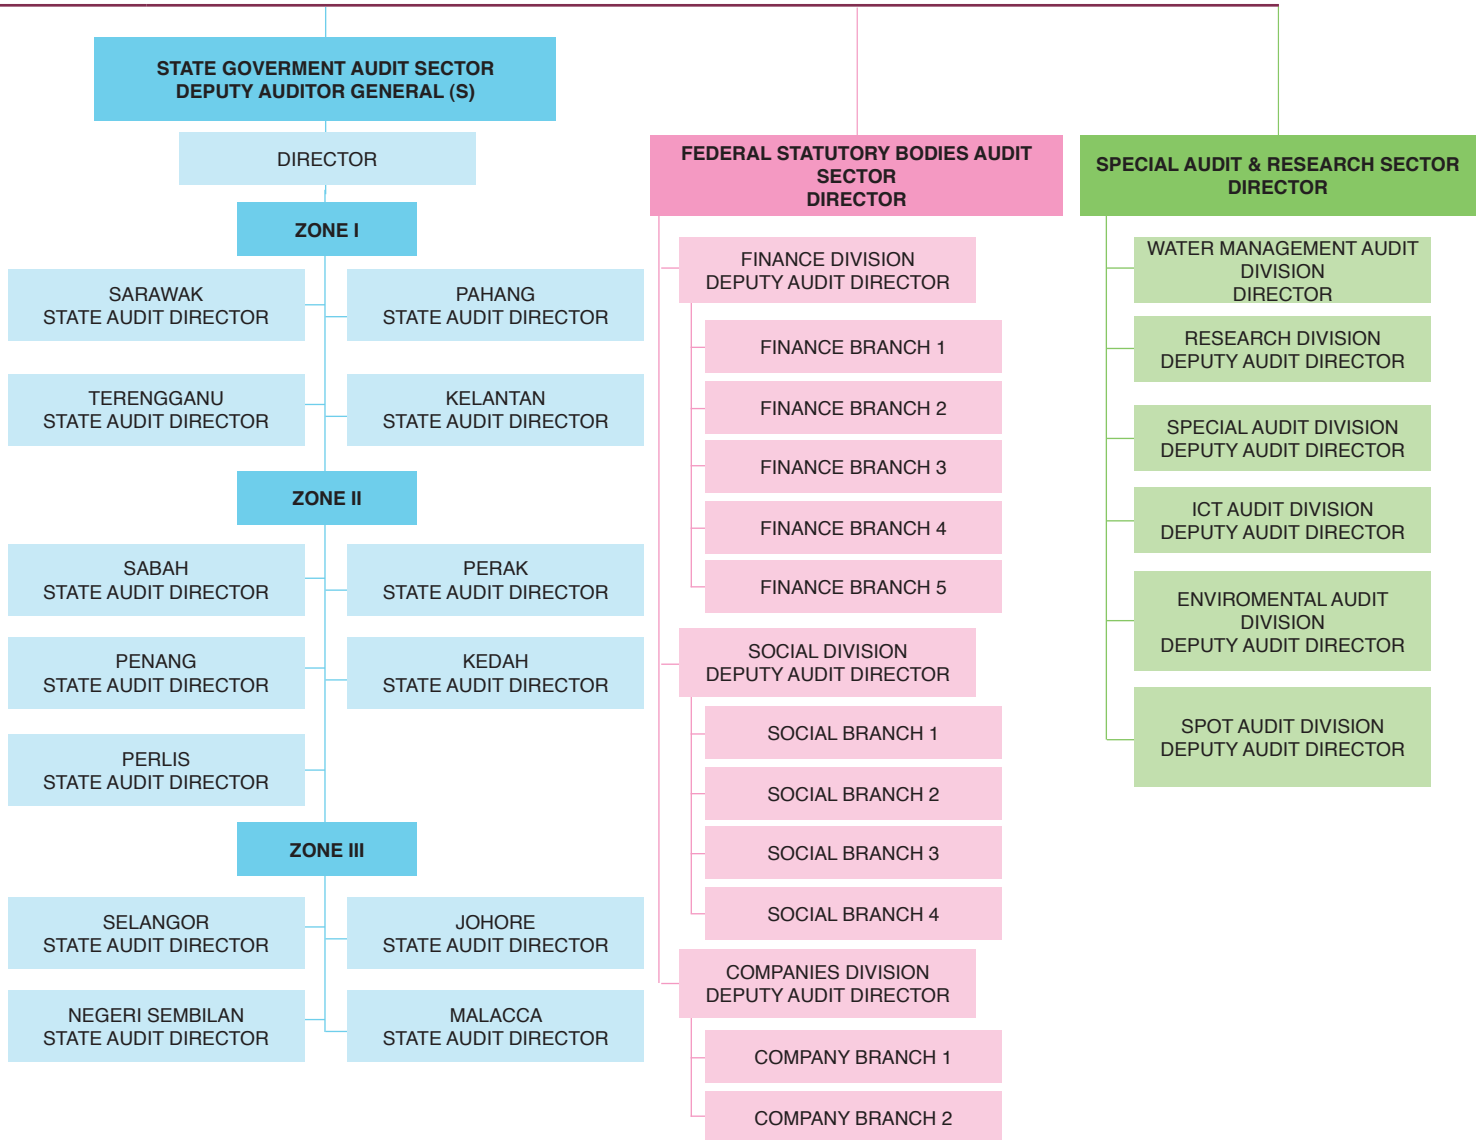 STATE GOVERMENT AUDIT SECTOR
DEPUTY AUDITOR GENERAL (S)
DIRECTOR
ZONE I
SARAWAK
STATE AUDIT DIRECTOR
PAHANG
STATE AUDIT DIRECTOR
TERENGGANU
STATE AUDIT DIRECTOR
KELANTAN
STATE AUDIT DIRECTOR
ZONE II
SABAH
STATE AUDIT DIRECTOR
PERAK
STATE AUDIT DIRECTOR
PENANG
STATE AUDIT DIRECTOR
KEDAH
STATE AUDIT DIRECTOR
PERLIS
STATE AUDIT DIRECTOR
ZONE III
SELANGOR
STATE AUDIT DIRECTOR
JOHORE
STATE AUDIT DIRECTOR
NEGERI SEMBILAN
STATE AUDIT DIRECTOR
MALACCA
STATE AUDIT DIRECTOR
FEDERAL STATUTORY BODIES AUDIT
SECTOR
DIRECTOR
FINANCE DIVISION
DEPUTY AUDIT DIRECTOR
FINANCE BRANCH 1
FINANCE BRANCH 2
FINANCE BRANCH 3
FINANCE BRANCH 4
FINANCE BRANCH 5
SOCIAL DIVISION
DEPUTY AUDIT DIRECTOR
SOCIAL BRANCH 1
SOCIAL BRANCH 2
SOCIAL BRANCH 3
SOCIAL BRANCH 4
COMPANIES DIVISION
DEPUTY AUDIT DIRECTOR
COMPANY BRANCH 1
COMPANY BRANCH 2
SPECIAL AUDIT & RESEARCH SECTOR
DIRECTOR
WATER MANAGEMENT AUDIT
DIVISION
DIRECTOR
RESEARCH DIVISION
DEPUTY AUDIT DIRECTOR
SPECIAL AUDIT DIVISION
DEPUTY AUDIT DIRECTOR
ICT AUDIT DIVISION
DEPUTY AUDIT DIRECTOR
ENVIROMENTAL AUDIT
DIVISION
DEPUTY AUDIT DIRECTOR
SPOT AUDIT DIVISION
DEPUTY AUDIT DIRECTOR